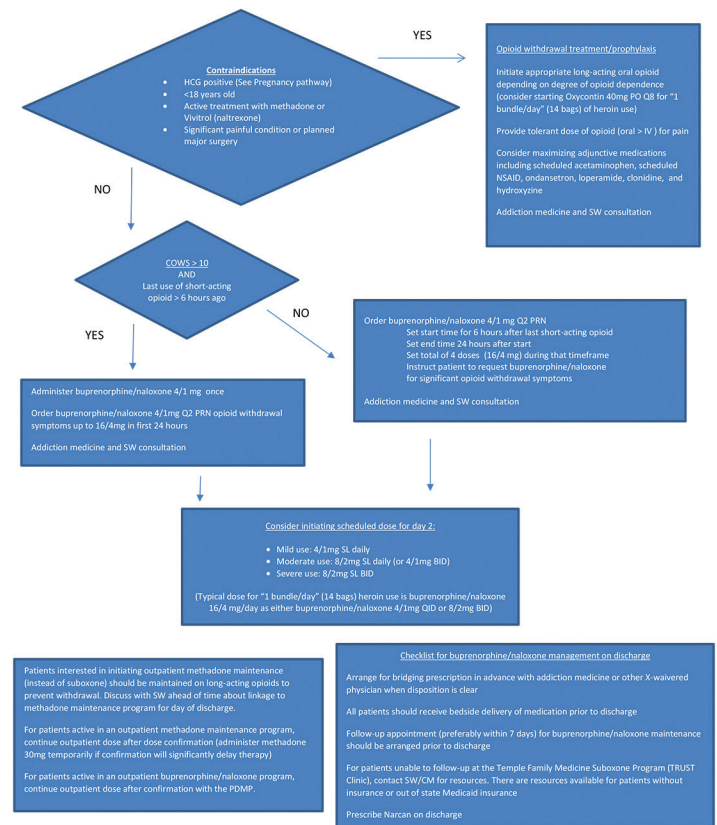 YES
Contraindications
• HCG positive (See Pregnancy pathway)
• <18 years old
• Active treatment with methadone or
Vivitrol (naltrexone)
• Significant painful condition or planned
major surgery
Opioid withdrawal treatment/prophylaxis
Initiate appropriate long-acting oral opioid
depending on degree of opioid dependence
(consider starting Oxycontin 40mg PO Q8 for “1
bundle/day” (14 bags) of heroin use)
Provide tolerant dose of opioid (oral > IV ) for pain
Consider maximizing adjunctive medications
including scheduled acetaminophen, scheduled
NSAID, ondansetron, loperamide, clonidine, and
hydroxyzine
Addiction medicine and SW consultation
NO
COWS > 10
AND
Last use of short-acting
opioid > 6 hours ago
NO
YES
Order buprenorphine/naloxone 4/1 mg Q2 PRN
Set start time for 6 hours after last short-acting opioid
Set end time 24 hours after start
Set total of 4 doses (16/4 mg) during that timeframe
Instruct patient to request buprenorphine/naloxone
for significant opioid withdrawal symptoms
Addiction medicine and SW consultation
Administer buprenorphine/naloxone 4/1 mg once
Order buprenorphine/naloxone 4/1mg Q2 PRN opioid withdrawal
symptoms up to 16/4mg in first 24 hours
Addiction medicine and SW consultation
Consider initiating scheduled dose for day 2:
• Mild use: 4/1mg SL daily
• Moderate use: 8/2mg SL daily (or 4/1mg BID)
• Severe use: 8/2mg SL BID
(Typical dose for “1 bundle/day” (14 bags) heroin use is buprenorphine/naloxone
16/4 mg/day as either buprenorphine/naloxone 4/1mg QID or 8/2mg BID)
Patients interested in initiating outpatient methadone maintenance
(instead of suboxone) should be maintained on long-acting opioids to
prevent withdrawal. Discuss with SW ahead of time about linkage to
methadone maintenance program for day of discharge.
For patients active in an outpatient methadone maintenance program,
continue outpatient dose after dose confirmation (administer methadone
30mg temporarily if confirmation will significantly delay therapy)
For patients active in an outpatient buprenorphine/naloxone program,
continue outpatient dose after confirmation with the PDMP.
Checklist for buprenorphine/naloxone management on discharge
Arrange for bridging prescription in advance with addiction medicine or other X-waivered
physician when disposition is clear
All patients should receive bedside delivery of medication prior to discharge
Follow-up appointment (preferably within 7 days) for buprenorphine/naloxone maintenance
should be arranged prior to discharge
For patients unable to follow-up at the Temple Family Medicine Suboxone Program (TRUST
Clinic), contact SW/CM for resources. There are resources available for patients without
insurance or out of state Medicaid insurance
Prescribe Narcan on discharge